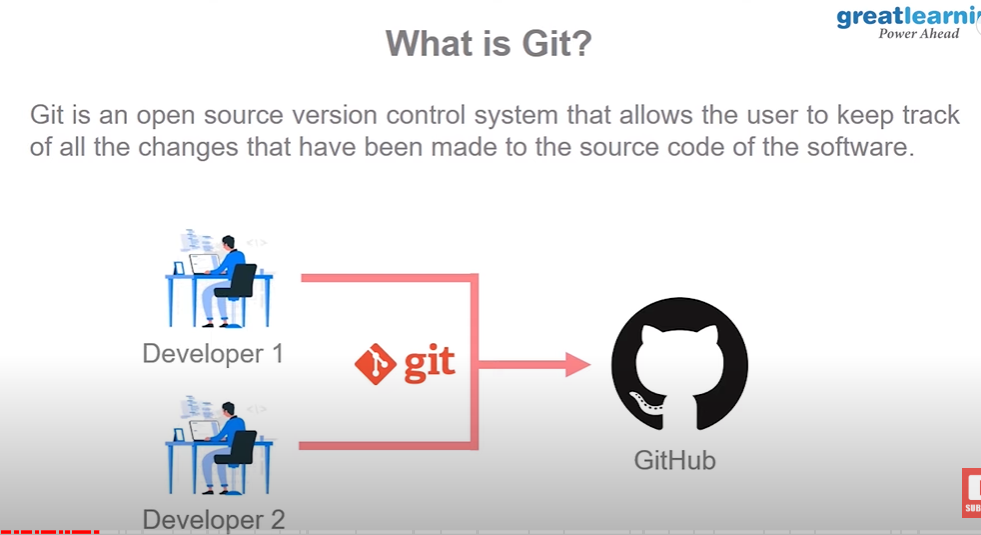 greatlearni
Power Ahead
What is Git?
Git is an open source version control system that allows the user to keep track
of all the changes that have been made to the source code of the software.
Developer 1
git
GitHub
Developer 2
SUB